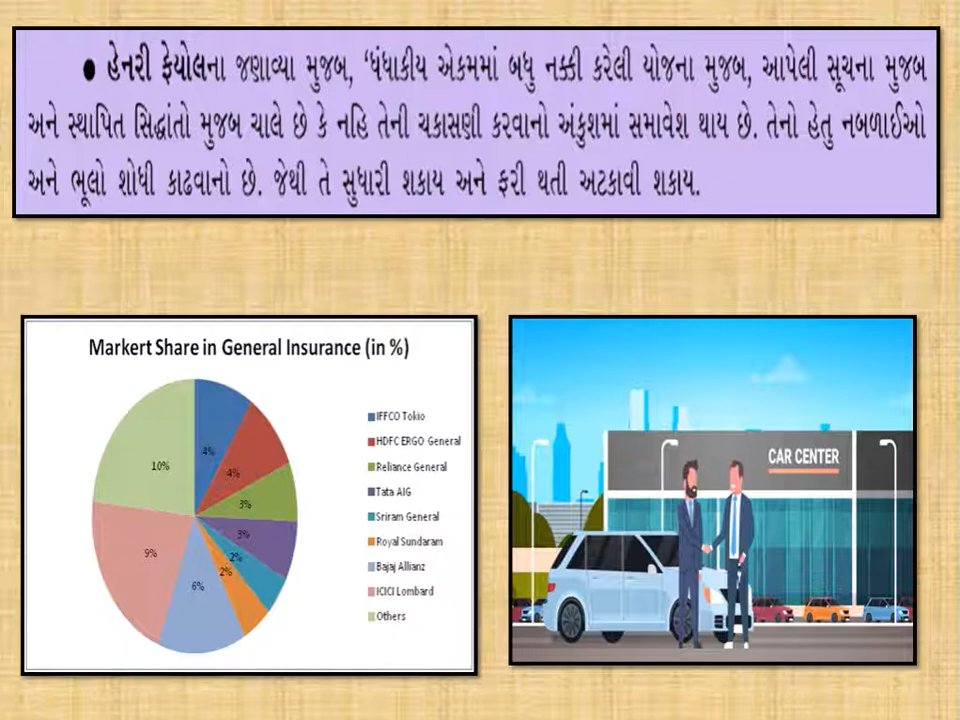 ● હેનરી ફેયોલના જણાવ્યા મુજબ, ‘ધંધાકીય એકમમાં બધુ નક્કી કરેલી યોજના મુજબ, આપેલી સૂચના મુજબ
અને સ્થાપિત સિદ્ધાંતો મુજબ ચાલે છે કે નહિ તેની ચકાસણી કરવાનો અંકુશમાં સમાવેશ થાય છે. તેનો હેતુ નબળાઈઓ
અને ભૂલો શોધી કાઢવાનો છે. જેથી તે સુધારી શકાય અને ફરી થતી અટકાવી શકાય.
Markert Share in General Insurance (in %)
4%
4%
3%
3%
2%
2%
6%
9%
10%
IFFCO Tokio
HDFC ERGO General
Reliance General
Tata AIG
Sriram General
Royal Sundaram
Bajaj Allianz
ICICI Lombard
Others
CAR CENTER